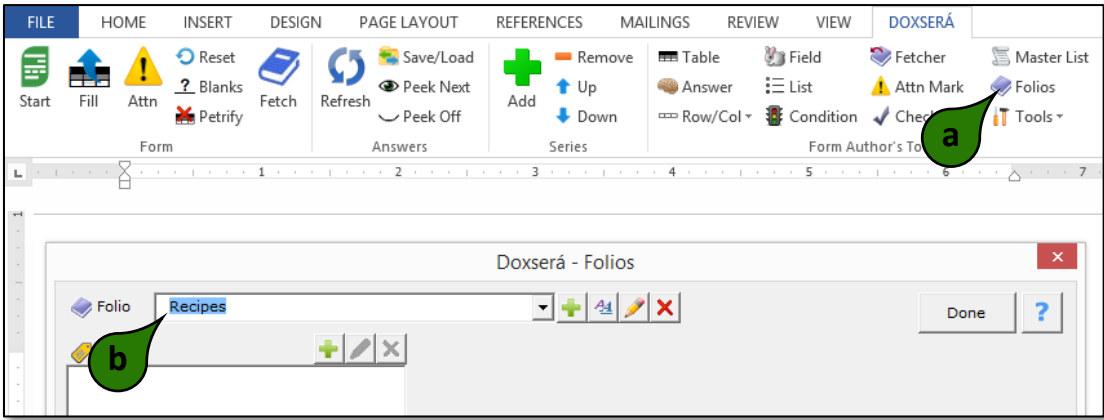 FILE HOME INSERT DESIGN PAGE LAYOUT REFERENCES MAILINGS REVIEW VIEW DOXSERÁ
Reset Save/Load Remove Table Field Fetcher Master List
? Blanks Peek Next Up Answer List Attn Mark Folios
Start Fill Attn Fetch Refresh Add
Petrify Peek Off Down Row/Col Condition Tools
a
Form Answers Series Form Author's
L 1 2 3 4 5 6 7
1
Doxserá - Folios
Folio Recipes Done ?
b